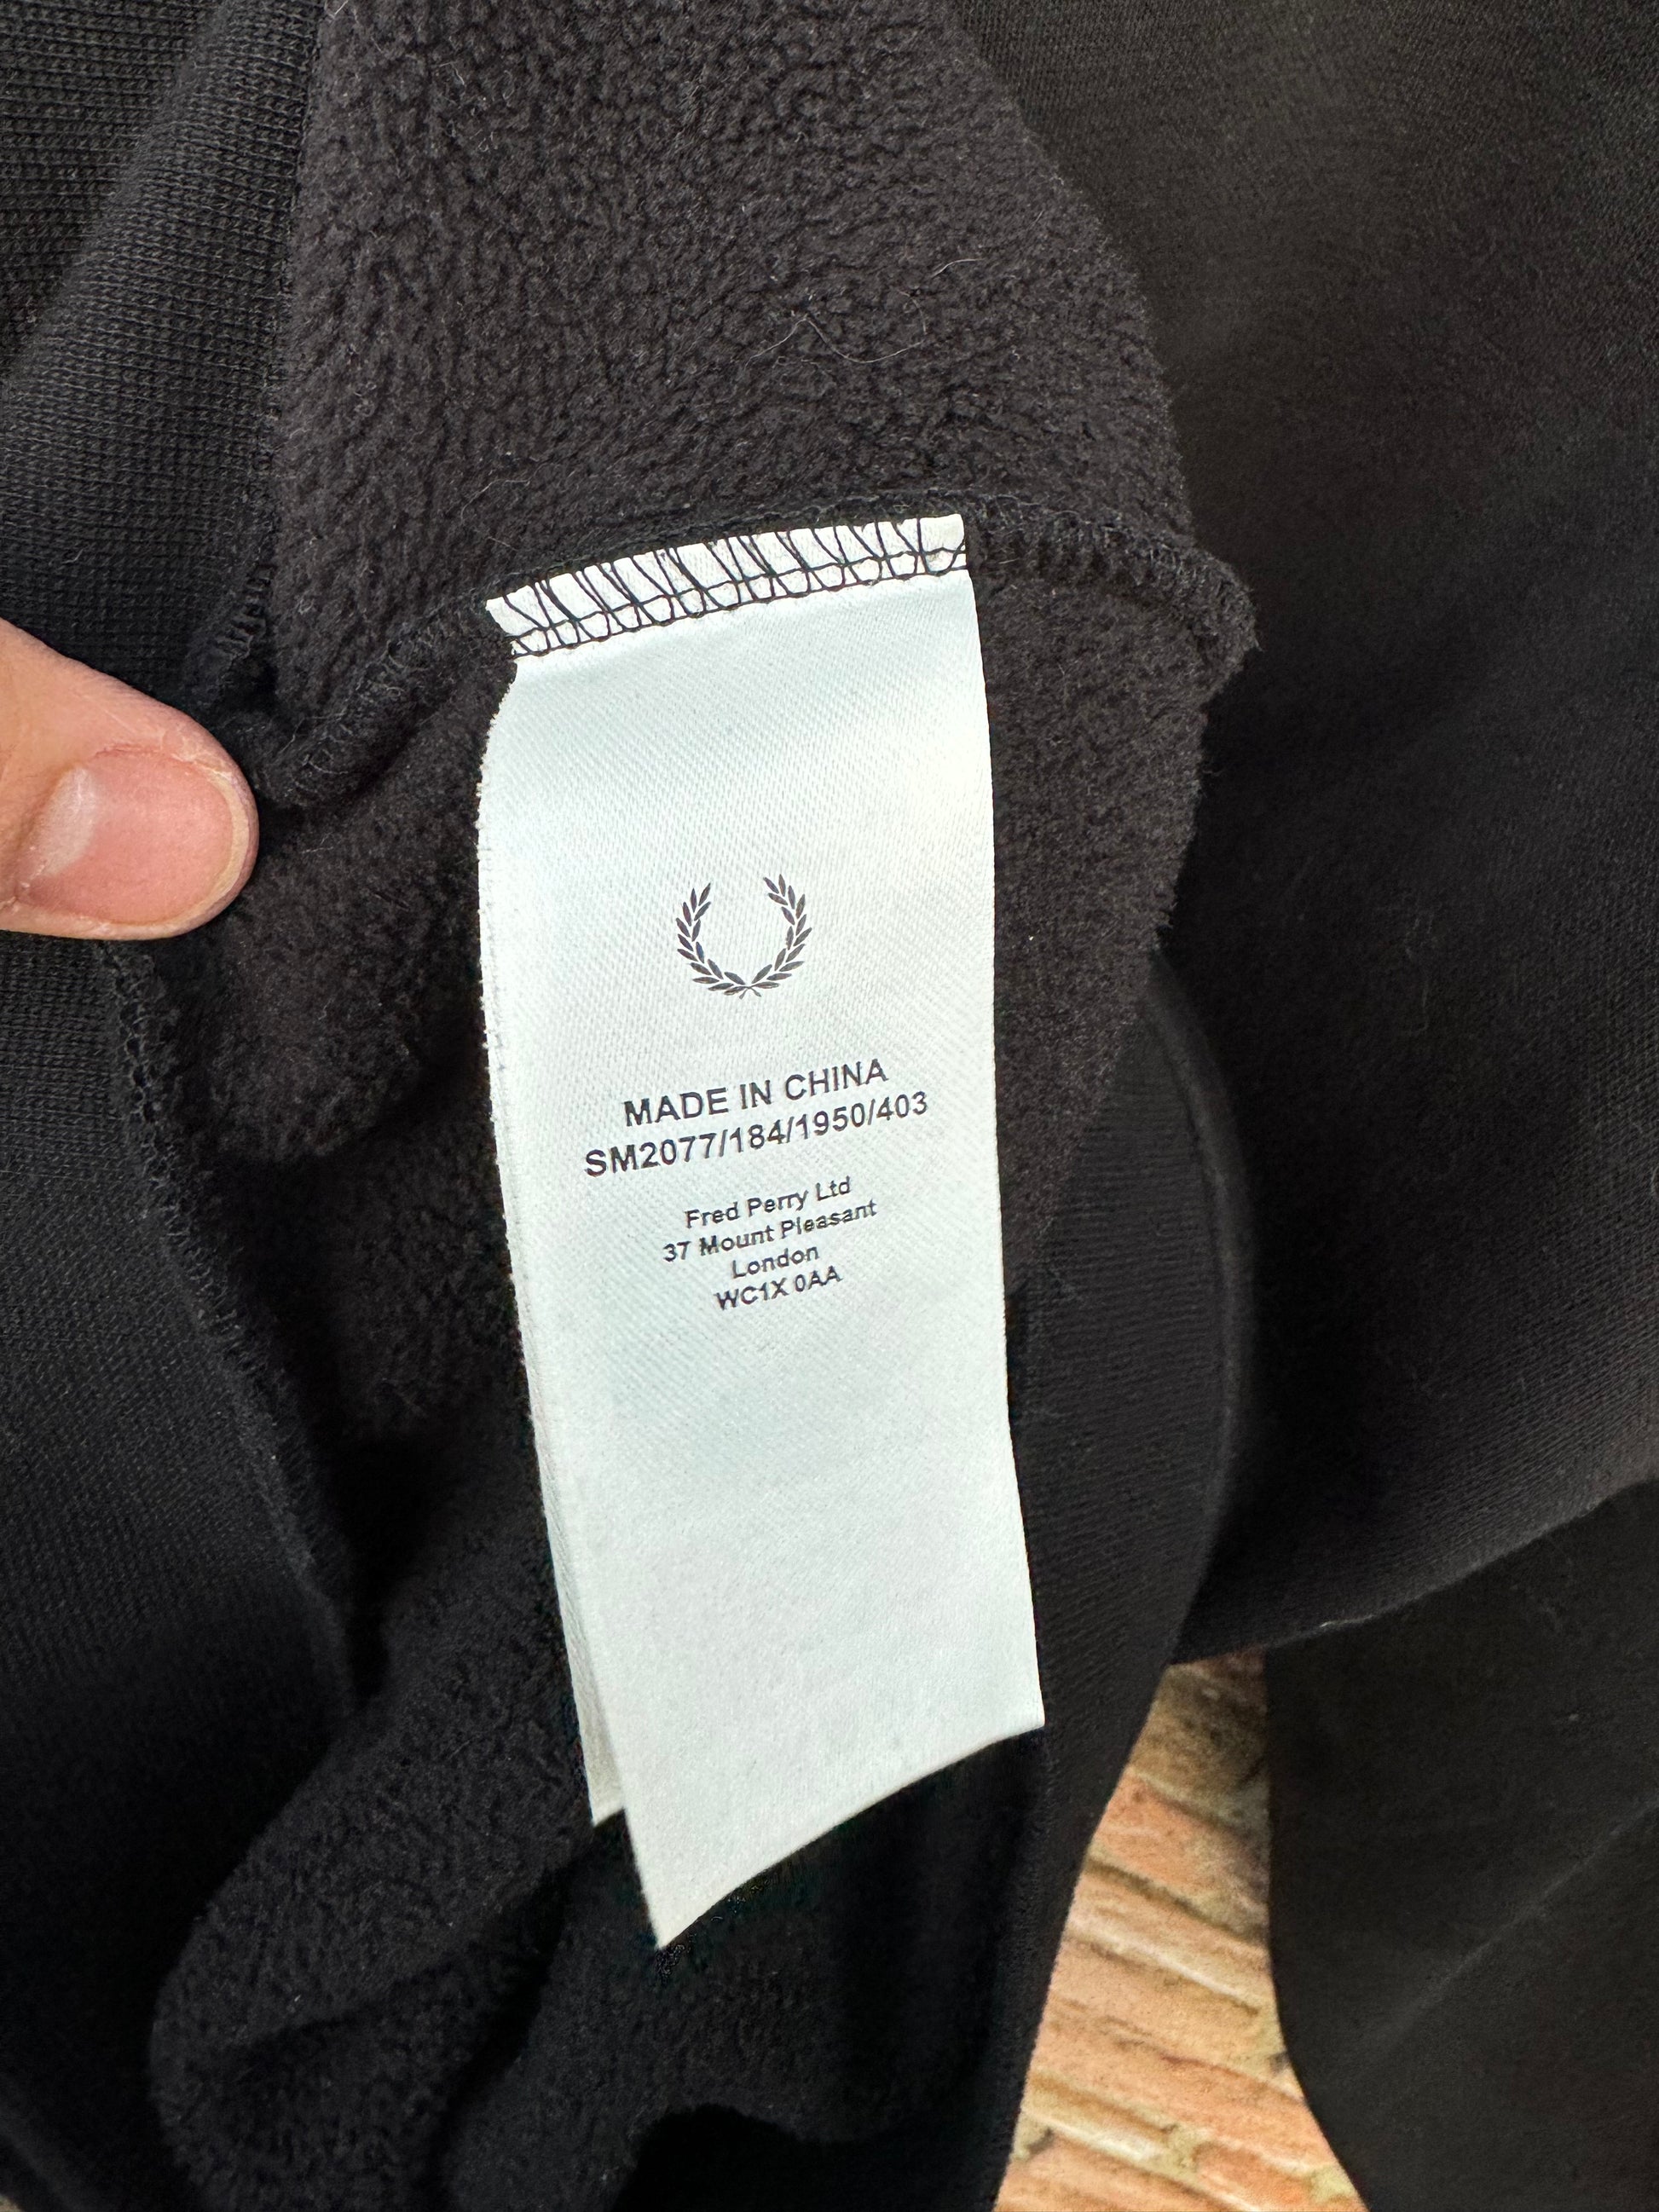 MADE IN CHINA
SM2077/184/1950/403
Fred Perry Ltd
37 Mount Pleasant
London
WC1X 0AA